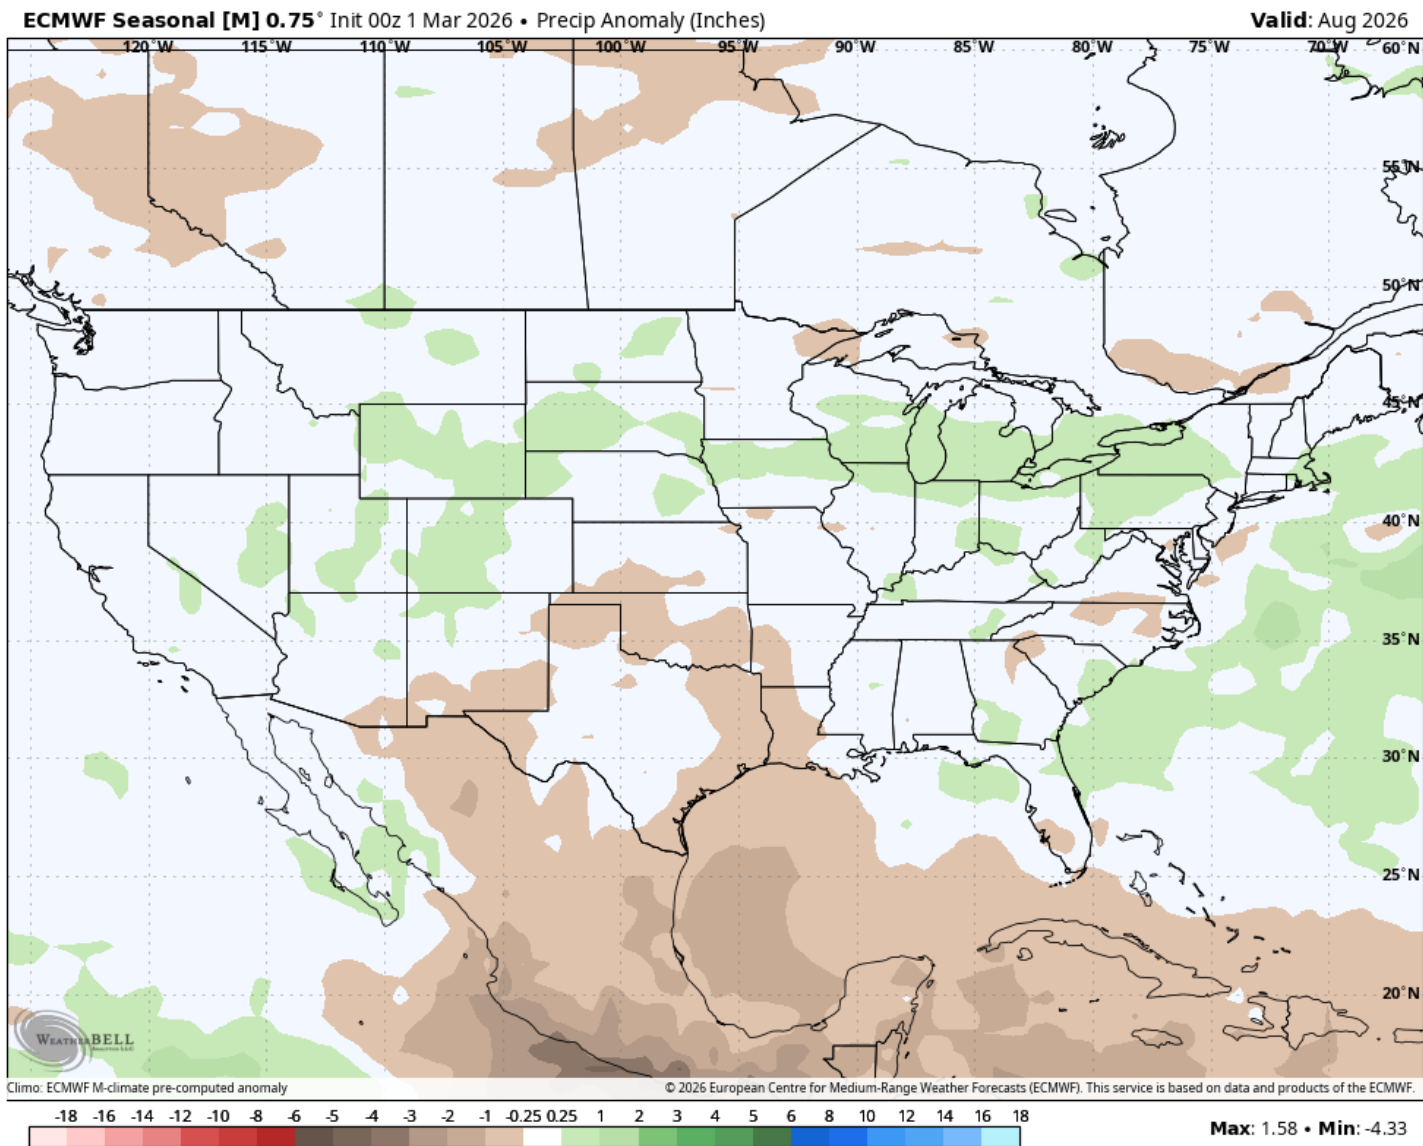 ECMWF Seasonal [M] 0.75° Init 00z 1 Mar 2026 • Precip Anomaly (Inches)
Valid: Aug 2026
120°W 115°W 110°W 105°W 100°W 95°W 90°W 85°W 80°W 75°W 70°W 60°N
55°N
50°N
45°N
40°N
35°N
30°N
25°N
20°N
WEATHERBELL
Climo: ECMWF M-climate pre-computed anomaly
© 2026 European Centre for Medium-Range Weather Forecasts (ECMWF). This service is based on data and products of the ECMWF.
-18 -16 -14 -12 -10 -8 -6 -5 -4 -3 -2 -1 -0.25 0.25 1 2 3 4 5 6 8 10 12 14 16 18
Max: 1.58 • Min: -4.33